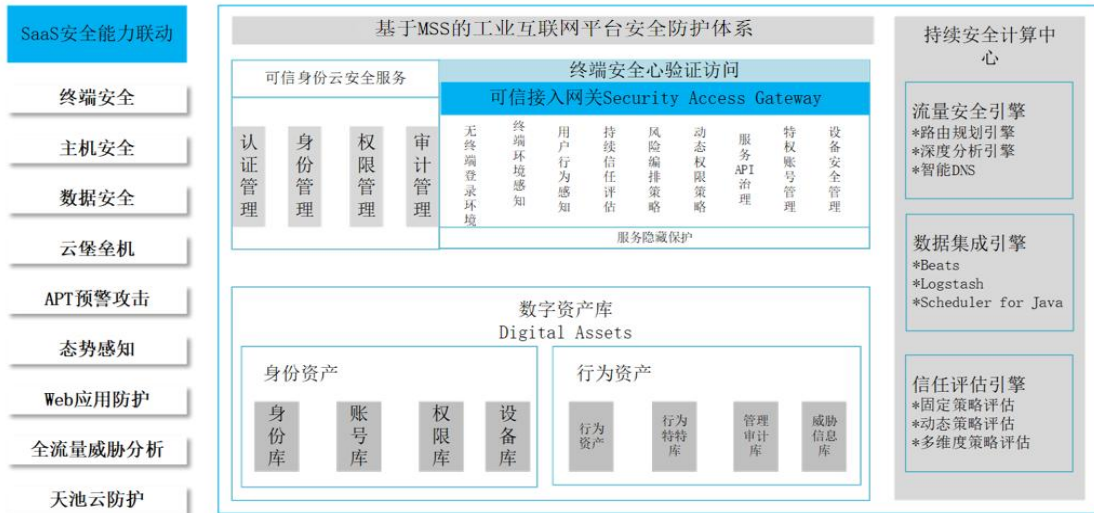 SaaS安全能力联动
终端安全
主机安全
数据安全
云堡垒机
APT预警攻击
态势感知
Web应用防护
全流量威胁分析
天池云防护
基于MSS的工业互联网平台安全防护体系
可信身份云安全服务
认证管理
身份管理
权限管理
审计管理
终端安全心验证访问
可信接入网关Security Access Gateway
无终端登录环境
终端环境感知
用户行为感知
持续信任评估
风险编排策略
动态权限策略
服务API治理
特权账号管理
设备安全管理
服务隐藏保护
数字资产库
Digital Assets
身份资产
身份库
账号库
权限库
设备库
行为资产
行为
资产
行为
特特
库
管理
审计
库
威胁
信息
库
持续安全计算中
心
流量安全引擎
*路由规划引擎
*深度分析引擎
*智能DNS
数据集成引擎
*Beats
*Logstash
*Scheduler for Java
信任评估引擎
*固定策略评估
*动态策略评估
*多维度策略评估